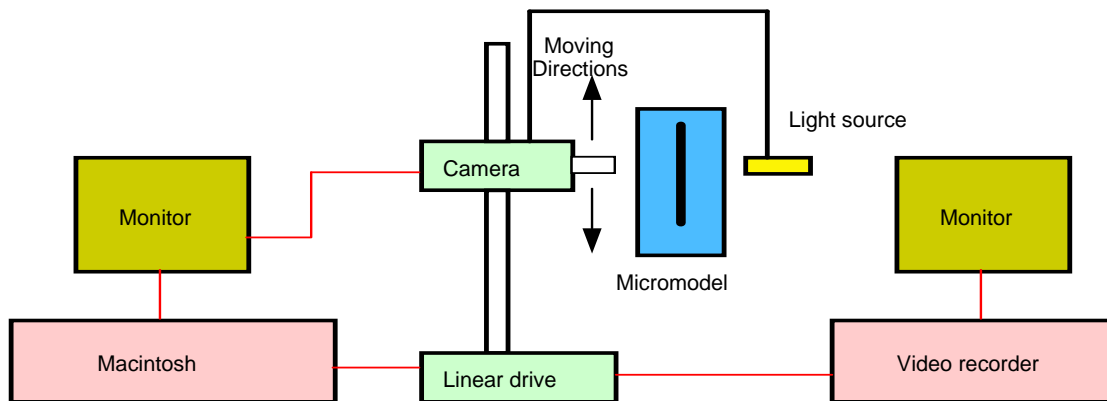 Moving
Directions
Light source
Camera
Monitor
Monitor
Micromodel
Macintosh
Linear drive
Video recorder